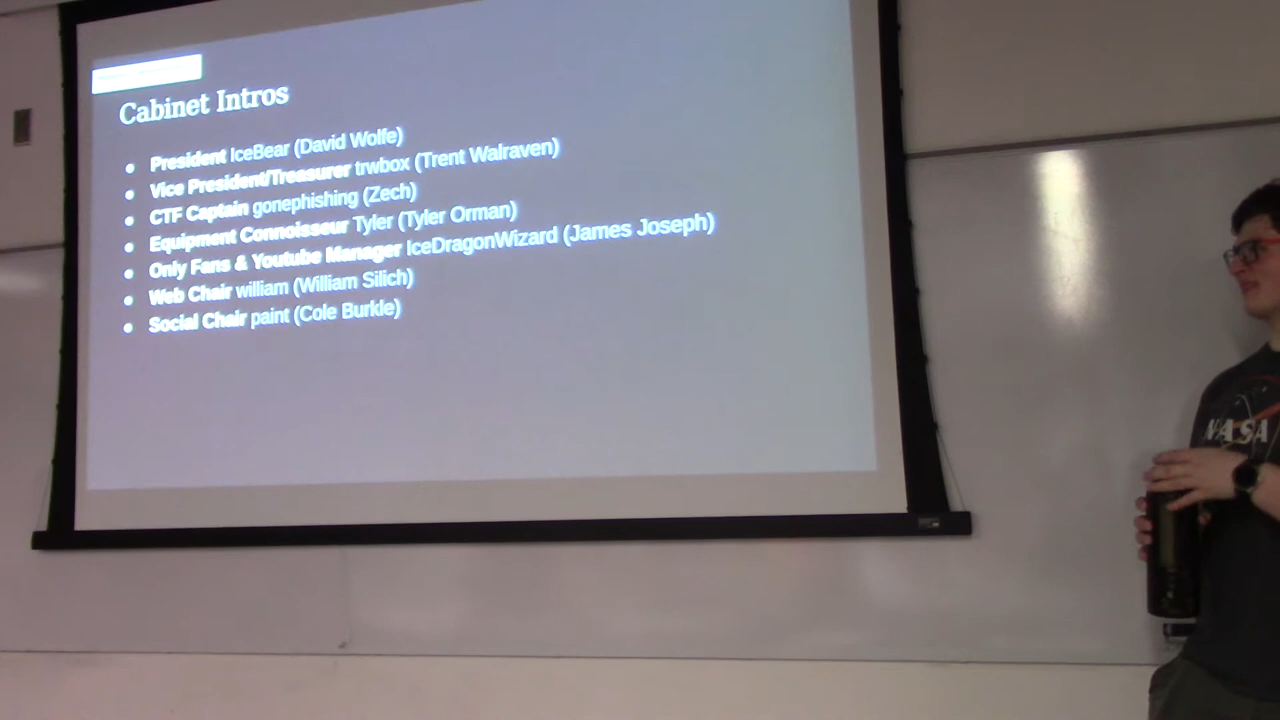 Cabinet Intros
President IceBear (David Wolfe)
Vice President/Treasurer trwbox (Trent Walraven)
CTF Captain gonephishing (Zech)
Equipment Connoisseur Tyler (Tyler Orman)
Only Fans & Youtube Manager IceDragonWizard (James Joseph)
Web Chair william (William Silich)
Social Chair paint (Cole Burkle)
NASA